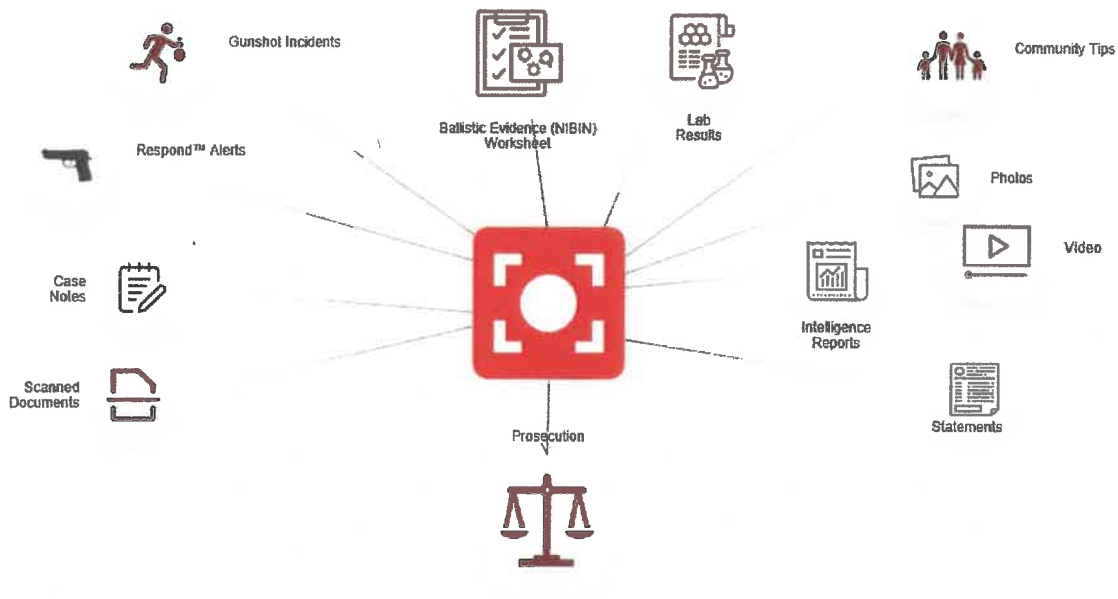 Gunshot Incidents
Community Tips
Ballistic Evidence (NIBIN)
Worksheet
Lab
Results
Respond™ Alerts
Photos
Video
Case
Notes
Intelligence
Reports
Scanned
Documents
Statements
Prosecution